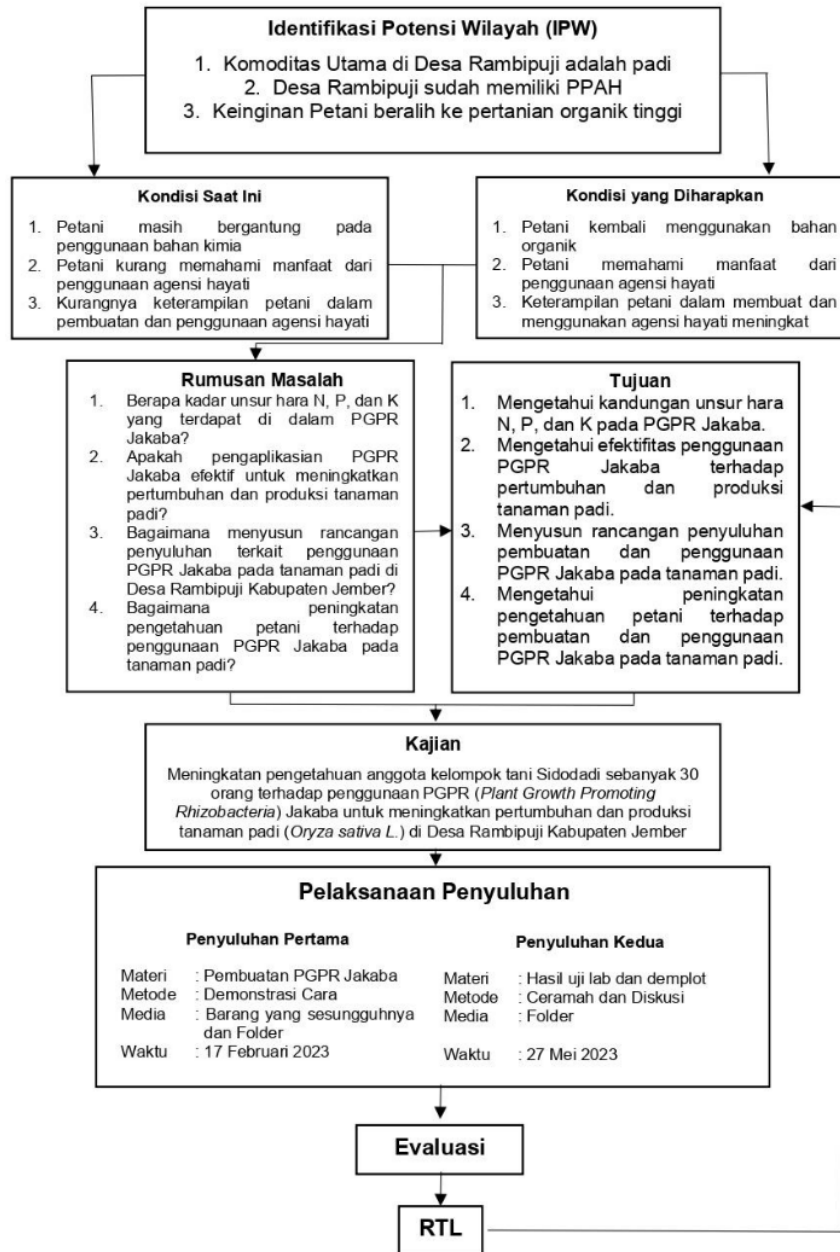 Identifikasi Potensi Wilayah (IPW)
1. Komoditas Utama di Desa Rambipuji adalah padi
2. Desa Rambipuji sudah memiliki PPAH
3. Keinginan Petani beralih ke pertanian organik tinggi
Kondisi Saat Ini
1. Petani masih bergantung pada
penggunaan bahan kimia
2. Petani kurang memahami manfaat dari
penggunaan agensi hayati
3. Kurangnya keterampilan petani dalam
pembuatan dan penggunaan agensi hayati
Kondisi yang Diharapkan
1. Petani kembali menggunakan bahan
organik
2. Petani memahami manfaat dari
penggunaan agensi hayati
3. Keterampilan petani dalam membuat dan
menggunakan agensi hayati meningkat
Rumusan Masalah
1. Berapa kadar unsur hara N, P, dan K
yang terdapat di dalam PGPR
Jakaba?
2. Apakah pengaplikasian PGPR
Jakaba efektif untuk meningkatkan
pertumbuhan dan produksi tanaman
padi?
3. Bagaimana menyusun rancangan
penyuluhan terkait penggunaan
PGPR Jakaba pada tanaman padi di
Desa Rambipuji Kabupaten Jember?
4. Bagaimana peningkatan
pengetahuan petani terhadap
penggunaan PGPR Jakaba pada
tanaman padi?
Tujuan
1. Mengetahui kandungan unsur hara
N, P, dan K pada PGPR Jakaba.
2. Mengetahui efektifitas penggunaan
PGPR Jakaba terhadap
pertumbuhan dan produksi
tanaman padi.
3. Menyusun rancangan penyuluhan
pembuatan dan penggunaan
PGPR Jakaba pada tanaman padi.
4. Mengetahui peningkatan
pengetahuan petani terhadap
pembuatan dan penggunaan
PGPR Jakaba pada tanaman padi.
Kajian
Meningkatan pengetahuan anggota kelompok tani Sidodadi sebanyak 30
orang terhadap penggunaan PGPR (Plant Growth Promoting
Rhizobacteria) Jakaba untuk meningkatkan pertumbuhan dan produksi
tanaman padi (Oryza sativa L.) di Desa Rambipuji Kabupaten Jember
Pelaksanaan Penyuluhan
Penyuluhan Pertama
Materi : Pembuatan PGPR Jakaba
Metode : Demonstrasi Cara
Media : Barang yang sesungguhnya
dan Folder
Waktu : 17 Februari 2023
Penyuluhan Kedua
Materi : Hasil uji lab dan demplot
Metode : Ceramah dan Diskusi
Media : Folder
Waktu : 27 Mei 2023
Evaluasi
RTL